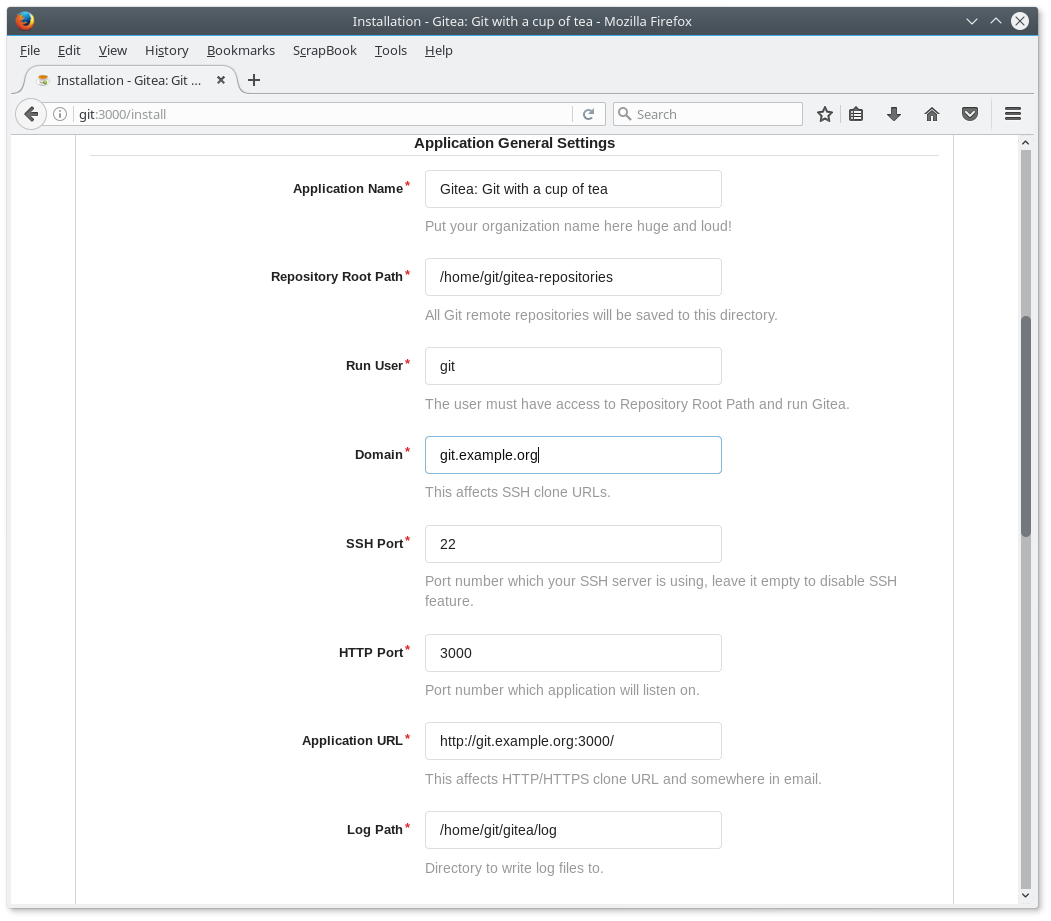 Installation - Gitea: Git with a cup of tea - Mozilla Firefox
File Edit View History Bookmarks ScrapBook Tools Help
Installation - Gitea: Git ...
git:3000/install
Search
Application General Settings
Application Name*
Gitea: Git with a cup of tea
Put your organization name here huge and loud!
Repository Root Path*
/home/git/gitea-repositories
All Git remote repositories will be saved to this directory.
Run User*
git
The user must have access to Repository Root Path and run Gitea.
Domain*
git.example.org
This affects SSH clone URLs.
SSH Port*
22
Port number which your SSH server is using, leave it empty to disable SSH
feature.
HTTP Port*
3000
Port number which application will listen on.
Application URL*
http://git.example.org:3000/
This affects HTTP/HTTPS clone URL and somewhere in email.
Log Path*
/home/git/gitea/log
Directory to write log files to.